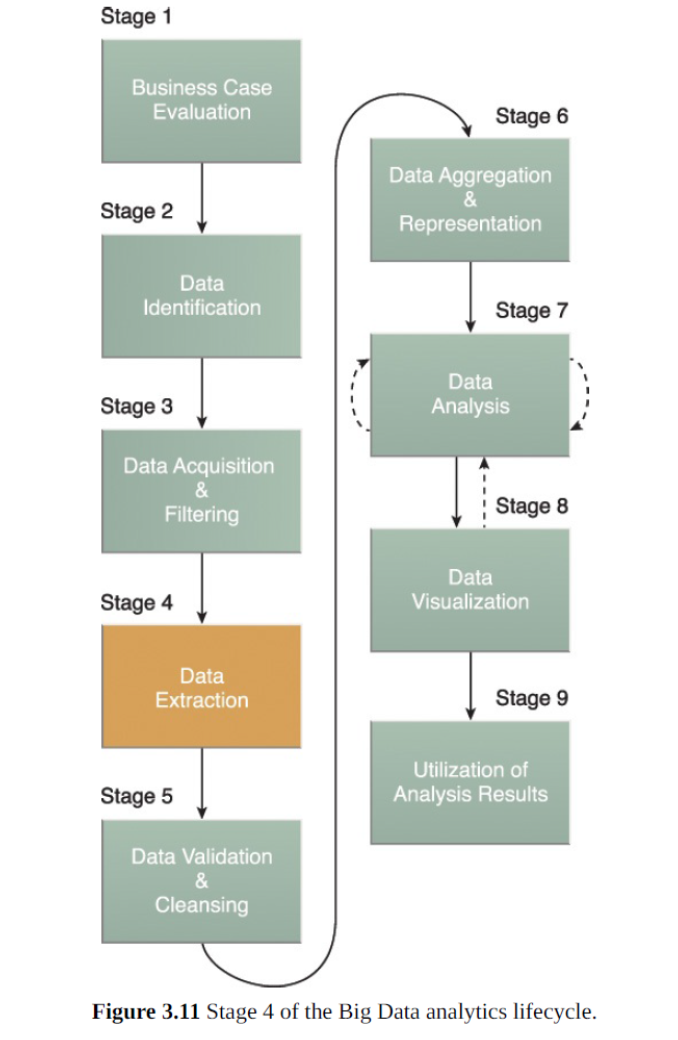 Stage 1
Business Case
Evaluation
Stage 2
Data
Identification
Stage 3
Data Acquisition
&
Filtering
Stage 4
Data
Extraction
Stage 5
Data Validation
&
Cleansing
Stage 6
Data Aggregation
&
Representation
Stage 7
Data
Analysis
Stage 8
Data
Visualization
Stage 9
Utilization of
Analysis Results
Figure 3.11 Stage 4 of the Big Data analytics lifecycle.